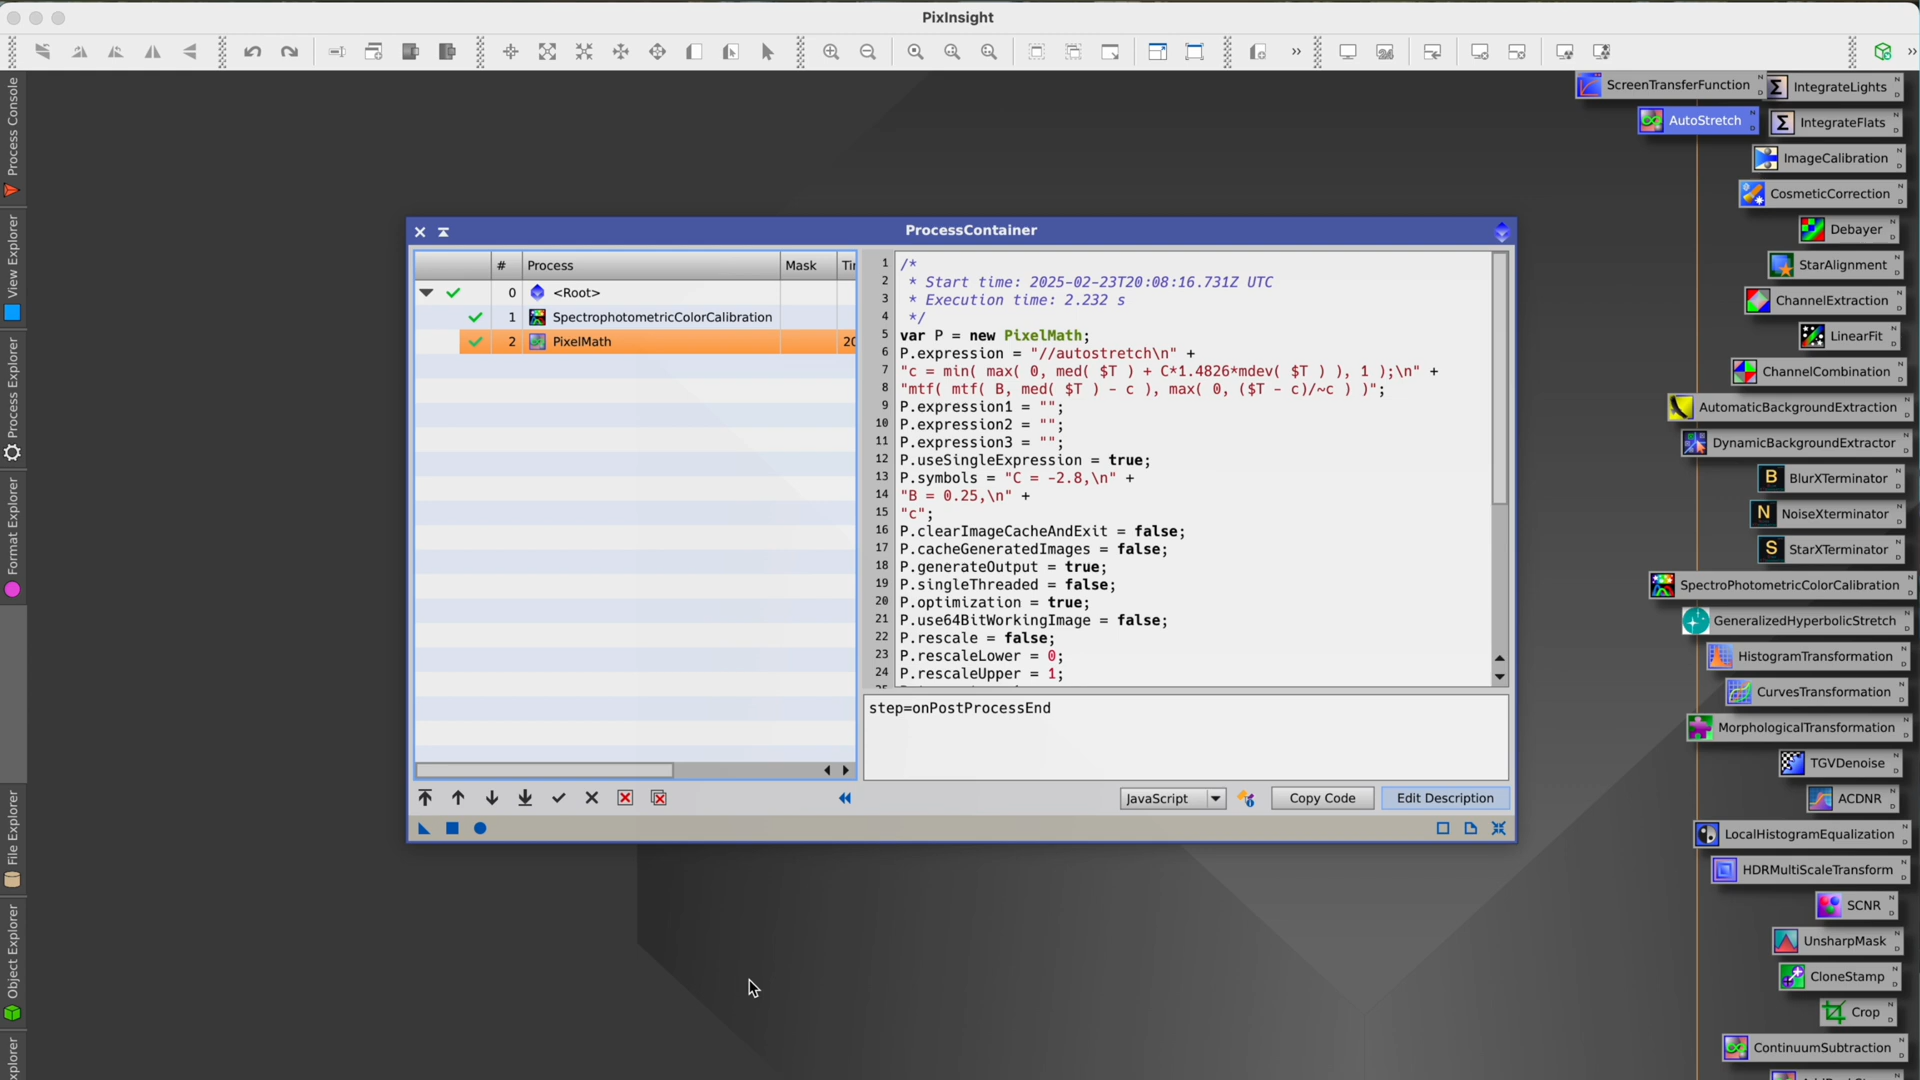 PixInsight
Process Console
View Explorer
Process Explorer
Format Explorer
File Explorer
Object Explorer
xplorer
ProcessContainer
# Process Mask Tir
0 <Root>
1 SpectrophotometricColorCalibration
2 PixelMath 20
1 /*
2 * Start time: 2025-02-23T20:08:16.731Z UTC
3 * Execution time: 2.232 s
4 */
5 var P = new PixelMath;
6 P.expression = "//autostretch\n" +
7 "c = min( max( 0, med( $T ) + C*1.4826*mdev( $T ) ), 1 );\n" +
8 "mtf( mtf( B, med( $T ) - c ), max( 0, ($T - c)/~c ) )";
9 P.expression1 = "";
10 P.expression2 = "";
11 P.expression3 = "";
12 P.useSingleExpression = true;
13 P.symbols = "C = -2.8,\n" +
14 "B = 0.25,\n" +
15 "c";
16 P.clearImageCacheAndExit = false;
17 P.cacheGeneratedImages = false;
18 P.generateOutput = true;
19 P.singleThreaded = false;
20 P.optimization = true;
21 P.use64BitWorkingImage = false;
22 P.rescale = false;
23 P.rescaleLower = 0;
24 P.rescaleUpper = 1;
step=onPostProcessEnd
JavaScript
Copy Code
Edit Description
ScreenTransferFunction
IntegrateLights
AutoStretch
IntegrateFlats
ImageCalibration
CosmeticCorrection
Debayer
StarAlignment
ChannelExtraction
LinearFit
ChannelCombination
AutomaticBackgroundExtraction
DynamicBackgroundExtractor
B BlurXTerminator
N NoiseXterminator
S StarXTerminator
SpectroPhotometricColorCalibration
GeneralizedHyperbolicStretch
HistogramTransformation
CurvesTransformation
MorphologicalTransformation
TGVDenoise
ACDNR
LocalHistogramEqualization
HDRMultiScaleTransform
SCNR
UnsharpMask
CloneStamp
Crop
ContinuumSubtraction